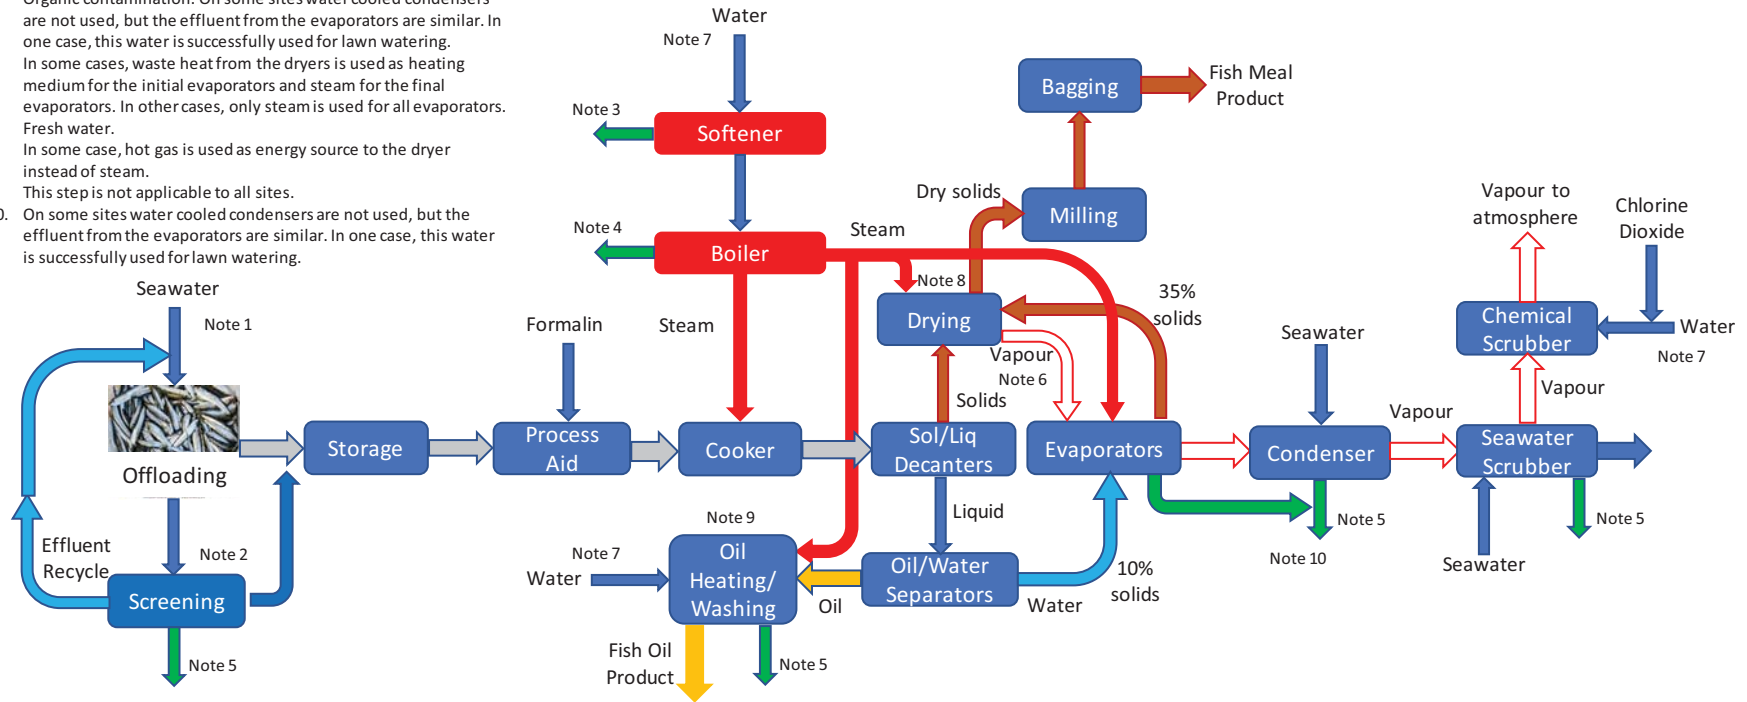 Organic contamination. On some sites water cooled condensers
are not used, but the effluent from the evaporators are similar. In
one case, this water is successfully used for lawn watering.
In some cases, waste heat from the dryers is used as heating
medium for the initial evaporators and steam for the final
evaporators. In other cases, only steam is used for all evaporators.
Fresh water.
In some case, hot gas is used as energy source to the dryer
instead of steam.
This step is not applicable to all sites.
0. On some sites water cooled condensers are not used, but the
effluent from the evaporators are similar. In one case, this water
is successfully used for lawn watering.
Water
Note 7
Note 3
Softener
Note 4
Boiler
Steam
Steam
Bagging
Fish Meal
Product
Dry solids
Milling
Note 8
Drying
35%
solids
Vapour
Note 6
Solids
Vapour to
atmosphere
Chlorine
Dioxide
Chemical
Scrubber
Water
Note 7
Vapour
Seawater
Note 1
Offloading
Effluent
Recycle
Note 2
Screening
Note 5
Storage
Formalin
Process
Aid
Cooker
Sol/Liq
Decanters
Liquid
Evaporators
Seawater
Condenser
Vapour
Seawater
Scrubber
Note 5
Note 10
Seawater
Note 5
Note 9
Note 7
Water
Oil
Heating/
Washing
Oil
Oil/Water
Separators
Water
10%
solids
Fish Oil
Product
Note 5